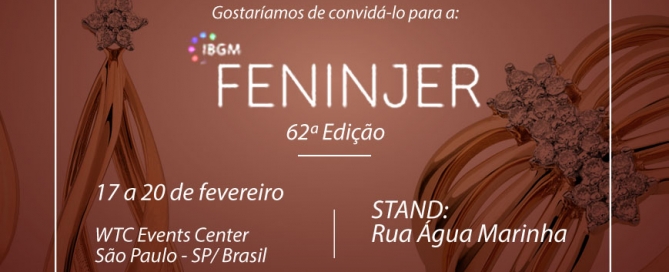 Gostaríamos de convidá-lo para a:
IBGM
FENINJER
62ª Edição
17 a 20 de fevereiro
WTC Events Center
São Paulo - SP/ Brasil
STAND:
Rua Água Marinha